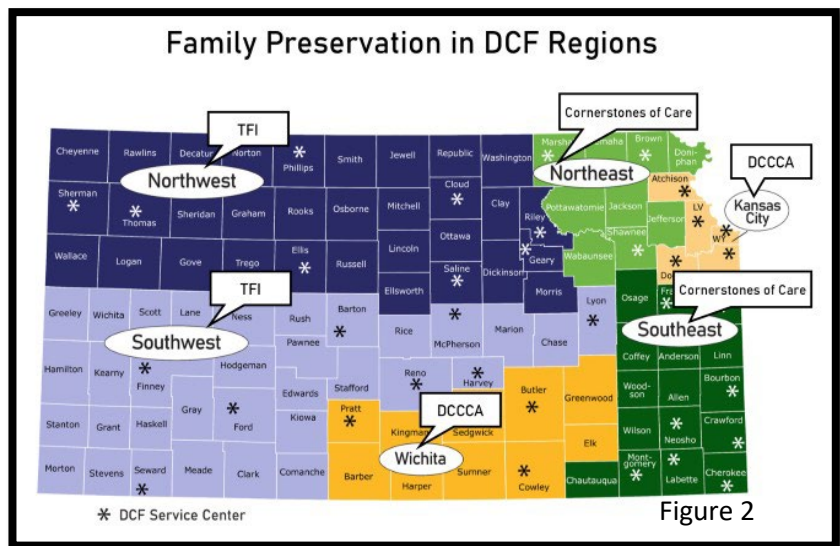 Family Preservation in DCF Regions
TFI
Cornerstones of Care
DCCCA
Cheyenne Rawlins Decatur Norton Phillips Smith Jewell Republic Washington Brown Doni-
phan
Northwest
Northeast
Atchison
Kansas
City
Sherman Thomas Sheridan Graham Rooks Osborne Mitchell Cloud Clay Riley Pottawatomie Jackson Jefferson LV WY
Ottawa Shawnee
Wallace Logan Gove Trego Ellis Russell Lincoln Saline Dickinson Geary Wabaunsee
Ellsworth Morris
TFI
Cornerstones of Care
Greeley Wichita Scott Lane Ness Rush Barton Rice McPherson Marion Chase Lyon Osage
Southwest
Southeast
Pawnee
Hamilton Kearny Finney Hodgeman Edwards Stafford Reno Harvey Butler Greenwood Coffey Anderson Linn
Wood-
son Allen Bourbon
Stanton Grant Haskell Gray Ford Kiowa Pratt Kingman Sedgwick Elk Wilson Neosho Crawford
DCCCA
Wichita
Morton Stevens Seward Meade Clark Comanche Barber Harper Sumner Cowley Chautauqua Mont-
gomery Labette Cherokee
* DCF Service Center
Figure 2